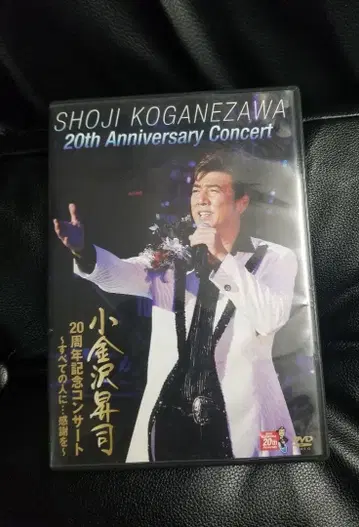 SHOJI KOGANEZAWA
20th Anniversary Concert
小金沢昇司
20周年記念コンサート
〜すべての人に…感謝を〜
20th
DVD